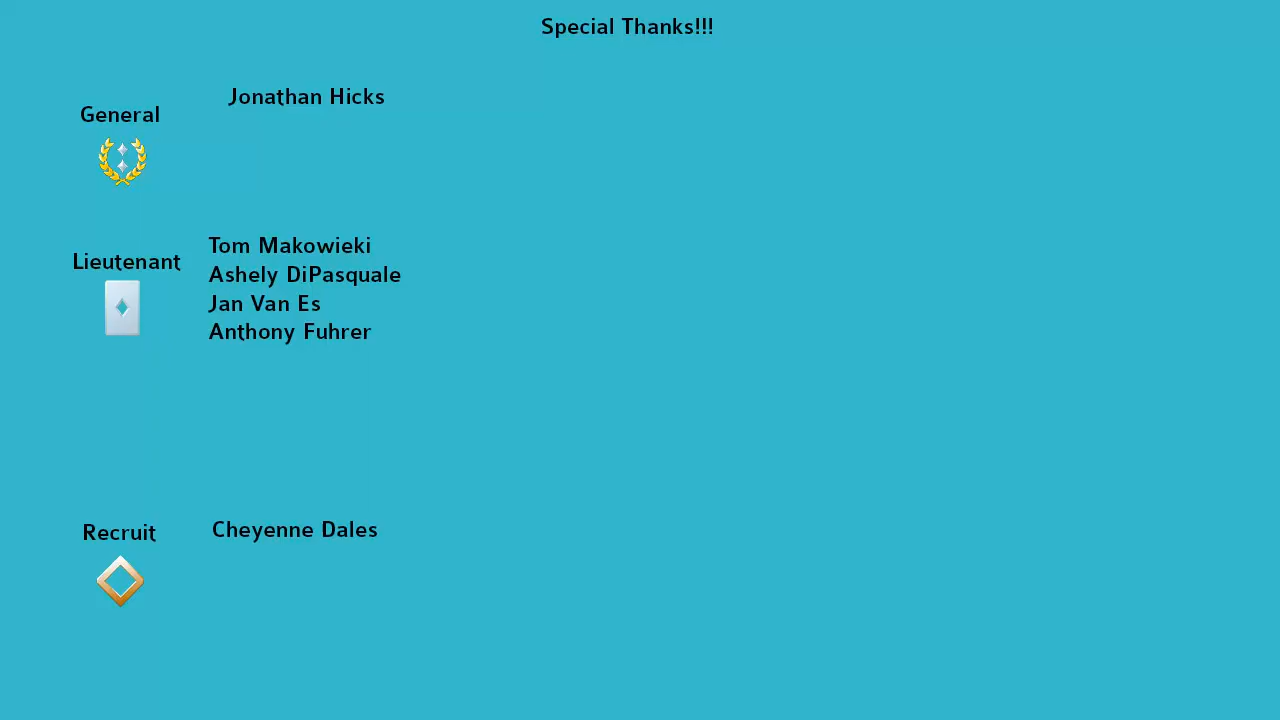 Special Thanks!!!
General
Jonathan Hicks
Lieutenant
Tom Makowieki
Ashely DiPasquale
Jan Van Es
Anthony Fuhrer
Recruit
Cheyenne Dales